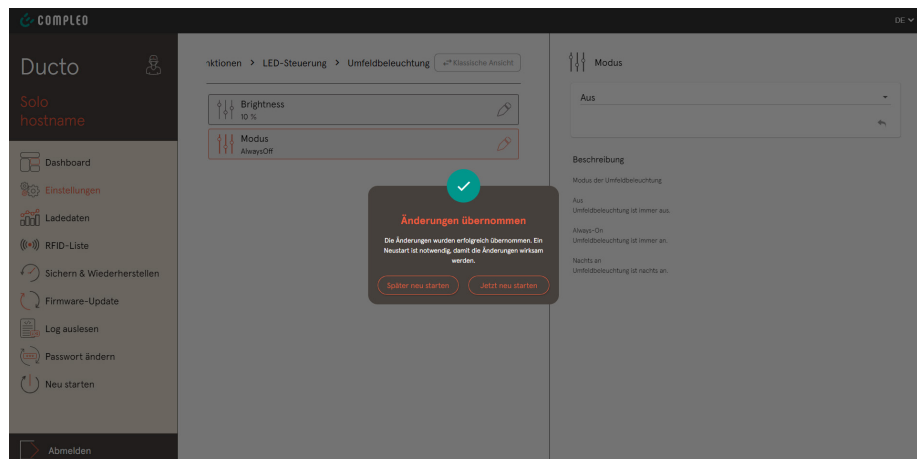 COMPLEO
DE
Ducto
Solo
hostname
Dashboard
Einstellungen
Ladedaten
RFID-Liste
Sichern & Wiederherstellen
Firmware-Update
Log auslesen
Passwort ändern
Neu starten
Abmelden
nktionen > LED-Steuerung > Umfeldbeleuchtung
Klassische Ansicht
Brightness
10 %
Modus
AlwaysOff
Änderungen übernommen
Die Änderungen wurden erfolgreich übernommen. Ein
Neustart ist notwendig, damit die Änderungen wirksam
werden.
Später neu starten
Jetzt neu starten
Modus
Aus
Beschreibung
Modus der Umfeldbeleuchtung
Aus
Umfeldbeleuchtung ist immer aus.
Always-On
Umfeldbeleuchtung ist immer an.
Nachts an
Umfeldbeleuchtung ist nachts an.